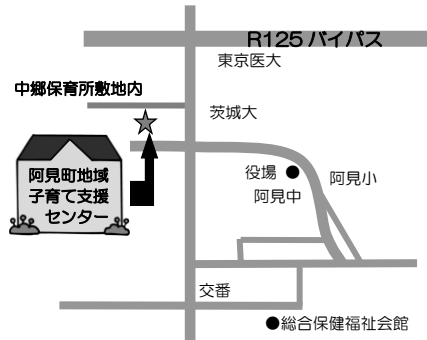 R125 バイパス
東京医大
中郷保育所敷地内
茨城大
阿見町地域
子育て支援
センター
役場
阿見小
阿見中
交番
総合保健福祉会館